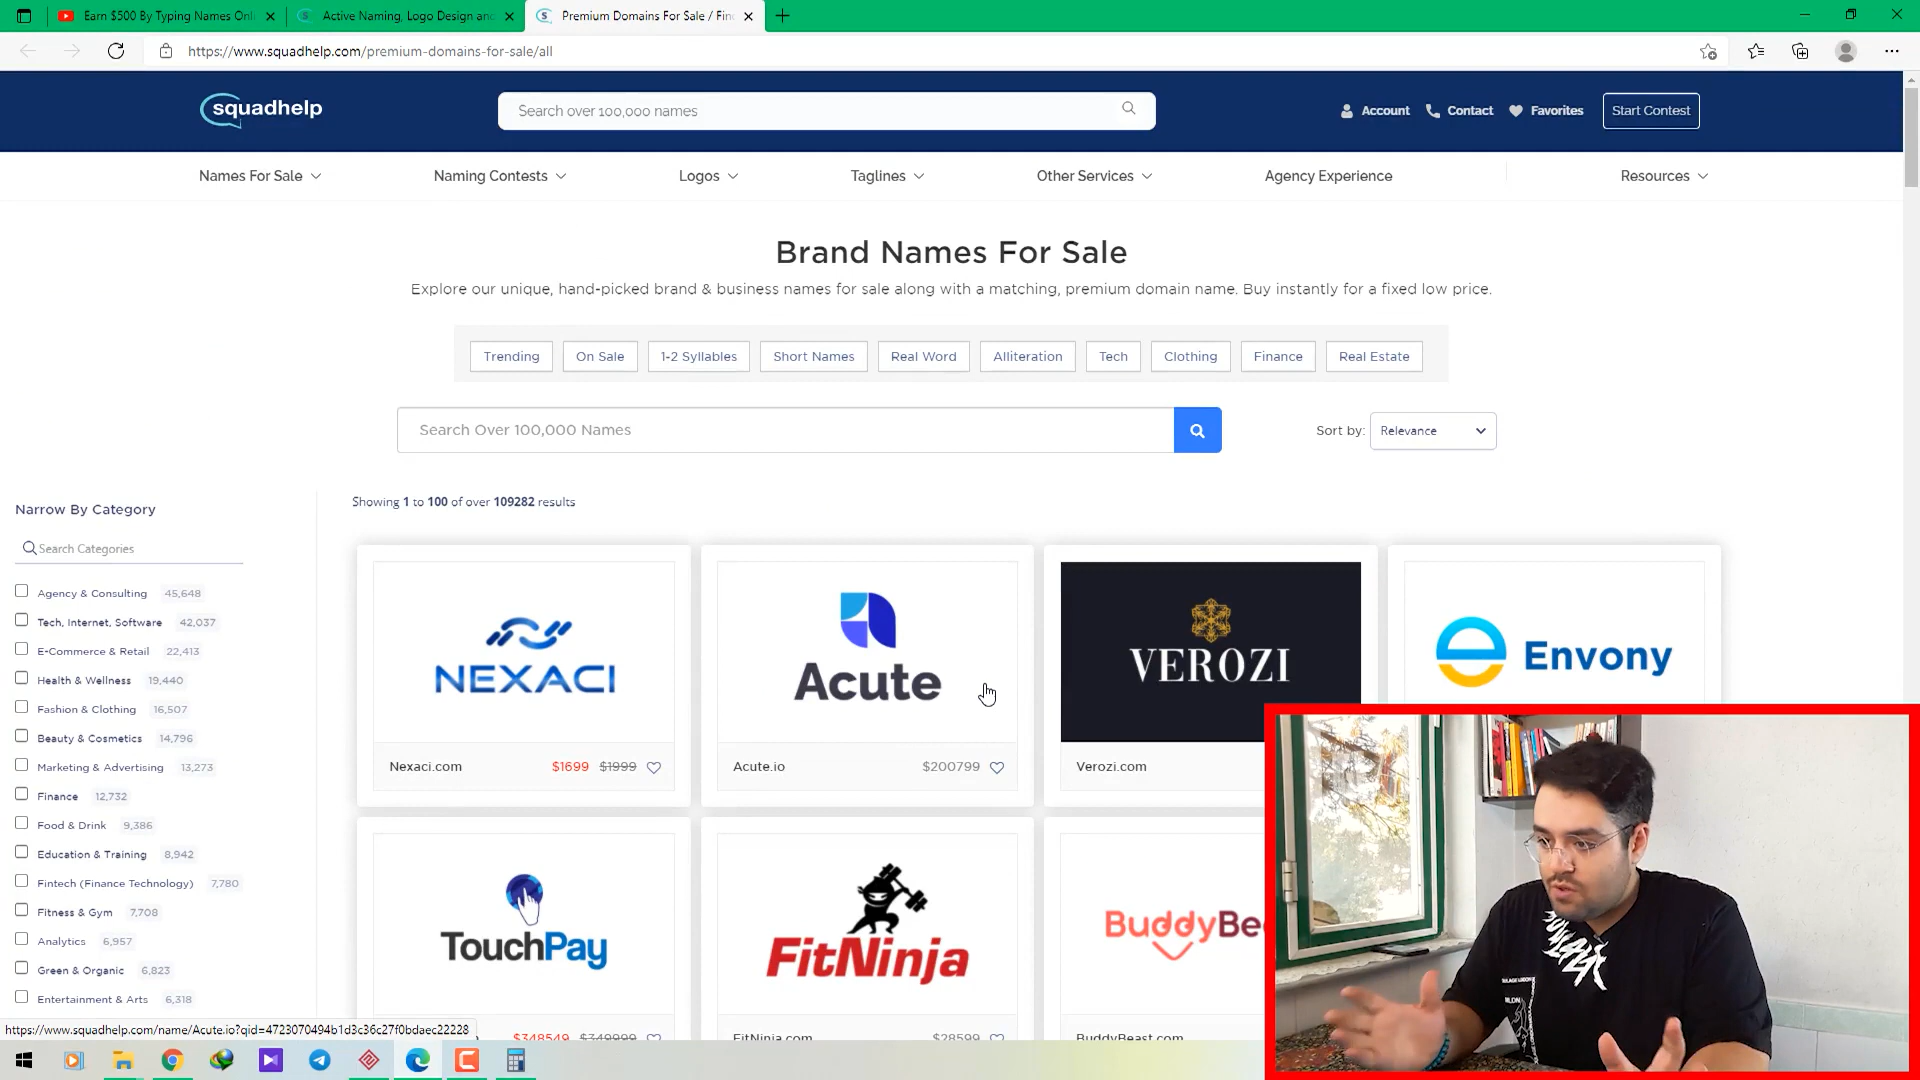 Earn $500 By Typing Names Onl
Active Naming, Logo Design and
Premium Domains For Sale / Fin
https://www.squadhelp.com/premium-domains-for-sale/all
squadhelp
Search over 100,000 names
Account
Contact
Favorites
Start Contest
Names For Sale
Naming Contests
Logos
Taglines
Other Services
Agency Experience
Resources
Brand Names For Sale
Explore our unique, hand-picked brand & business names for sale along with a matching, premium domain name. Buy instantly for a fixed low price.
Trending
On Sale
1-2 Syllables
Short Names
Real Word
Alliteration
Tech
Clothing
Finance
Real Estate
Search Over 100,000 Names
Sort by:
Relevance
Showing 1 to 100 of over 109282 results
Narrow By Category
Search Categories
Agency & Consulting 45,648
Tech, Internet, Software 42,037
E-Commerce & Retail 22,413
Health & Wellness 19,440
Fashion & Clothing 16,507
Beauty & Cosmetics 14,796
Marketing & Advertising 13,273
Finance 12,732
Food & Drink 9,386
Education & Training 8,942
Fintech (Finance Technology) 7,780
Fitness & Gym 7,708
Analytics 6,957
Green & Organic 6,823
Entertainment & Arts 6,318
NEXACI
Nexaci.com $1699 $1999
Acute
Acute.io $200799
VEROZI
Verozi.com
Envony
TouchPay
$348549 $349999
FitNinja
FitNinja.com $28599
BuddyBe
BuddyBeast.com
https://www.squadhelp.com/name/Acute.io?qid=4723070494b1d3c36c27f0bdaec22228